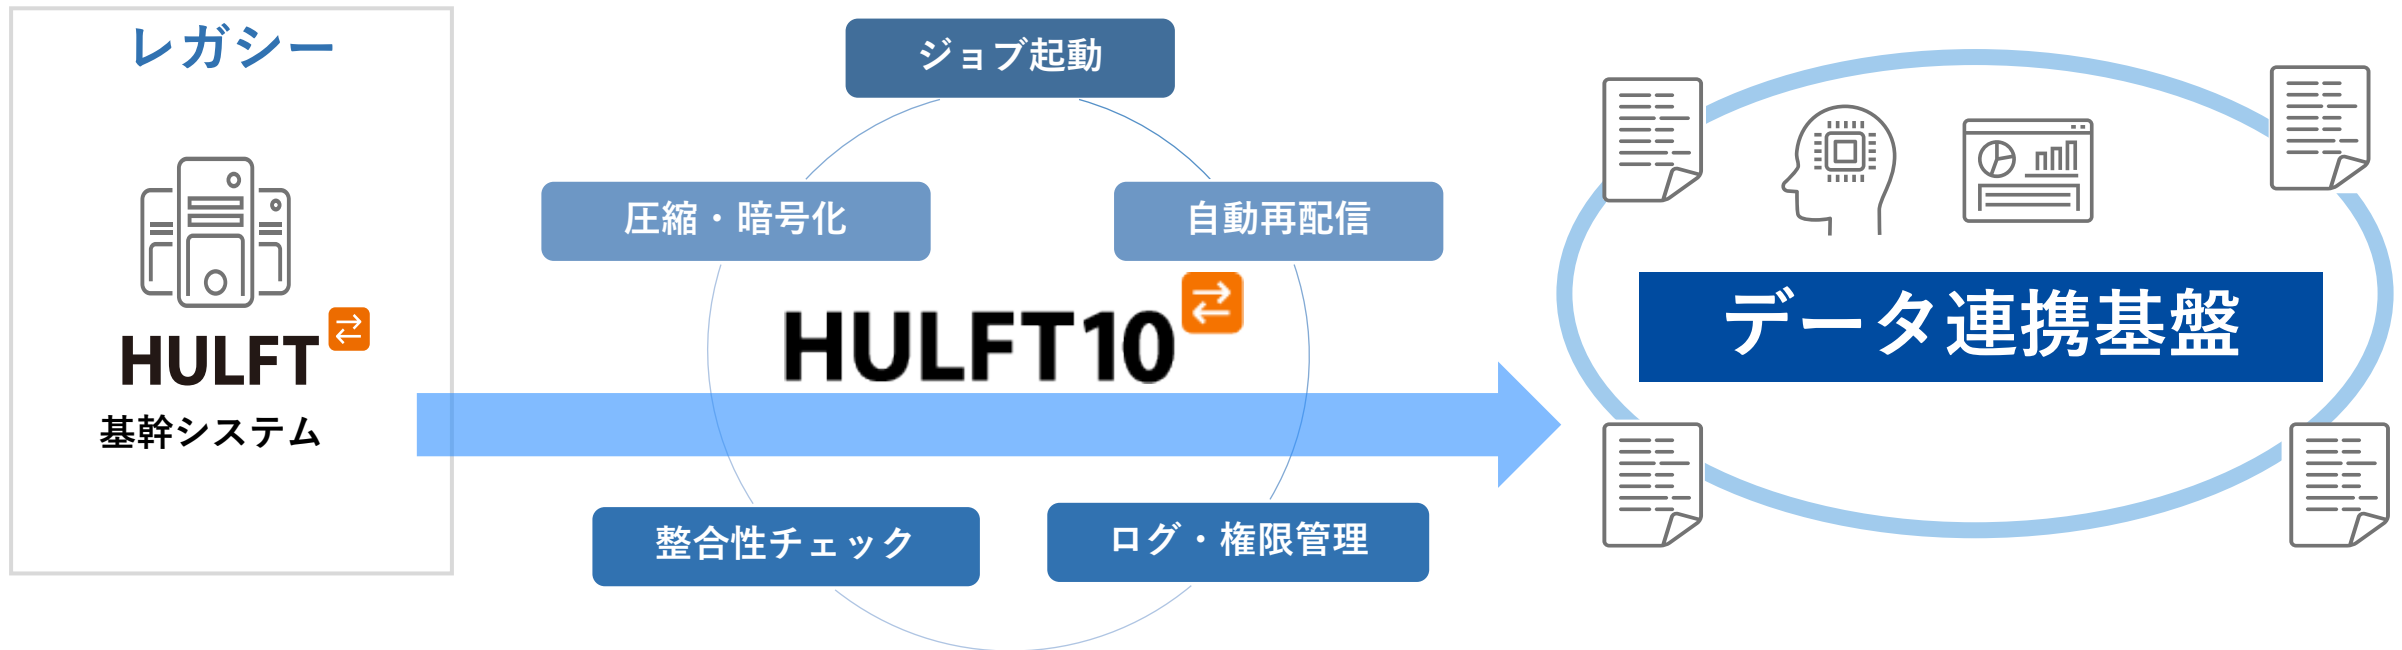 レガシー
HULFT
基幹システム
ジョブ起動
圧縮・暗号化
自動再配信
HULFT10
整合性チェック
ログ・権限管理
データ連携基盤